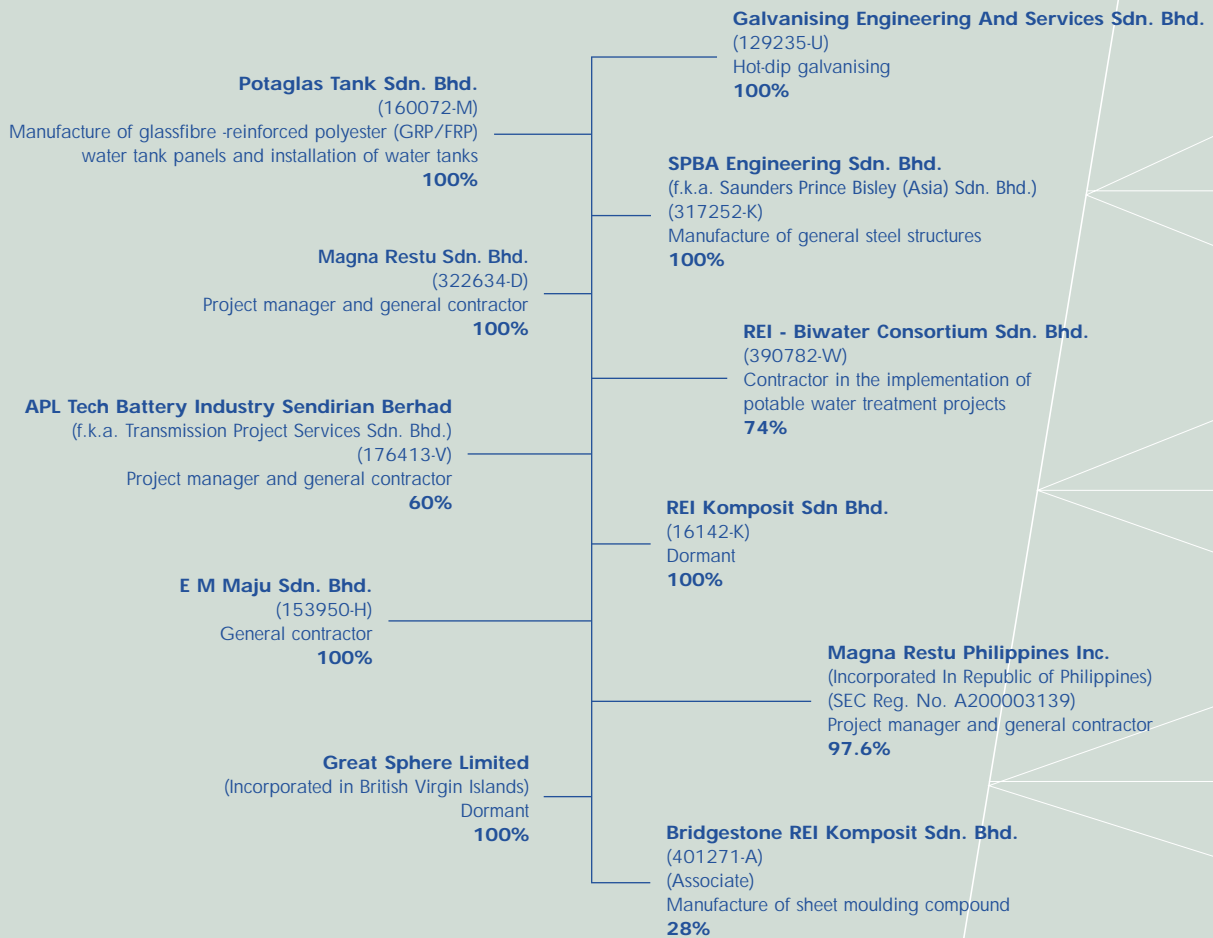 Galvanising Engineering And Services Sdn. Bhd.
(129235-U)
Hot-dip galvanising
100%
Potaglas Tank Sdn. Bhd.
(160072-M)
Manufacture of glassfibre -reinforced polyester (GRP/FRP)
water tank panels and installation of water tanks
100%
SPBA Engineering Sdn. Bhd.
(f.k.a. Saunders Prince Bisley (Asia) Sdn. Bhd.)
(317252-K)
Manufacture of general steel structures
100%
Magna Restu Sdn. Bhd.
(322634-D)
Project manager and general contractor
100%
REI - Biwater Consortium Sdn. Bhd.
(390782-W)
Contractor in the implementation of
potable water treatment projects
74%
APL Tech Battery Industry Sendirian Berhad
(f.k.a. Transmission Project Services Sdn. Bhd.)
(176413-V)
Project manager and general contractor
60%
REI Komposit Sdn Bhd.
(16142-K)
Dormant
100%
E M Maju Sdn. Bhd.
(153950-H)
General contractor
100%
Magna Restu Philippines Inc.
(Incorporated In Republic of Philippines)
(SEC Reg. No. A200003139)
Project manager and general contractor
97.6%
Great Sphere Limited
(Incorporated in British Virgin Islands)
Dormant
100%
Bridgestone REI Komposit Sdn. Bhd.
(401271-A)
(Associate)
Manufacture of sheet moulding compound
28%